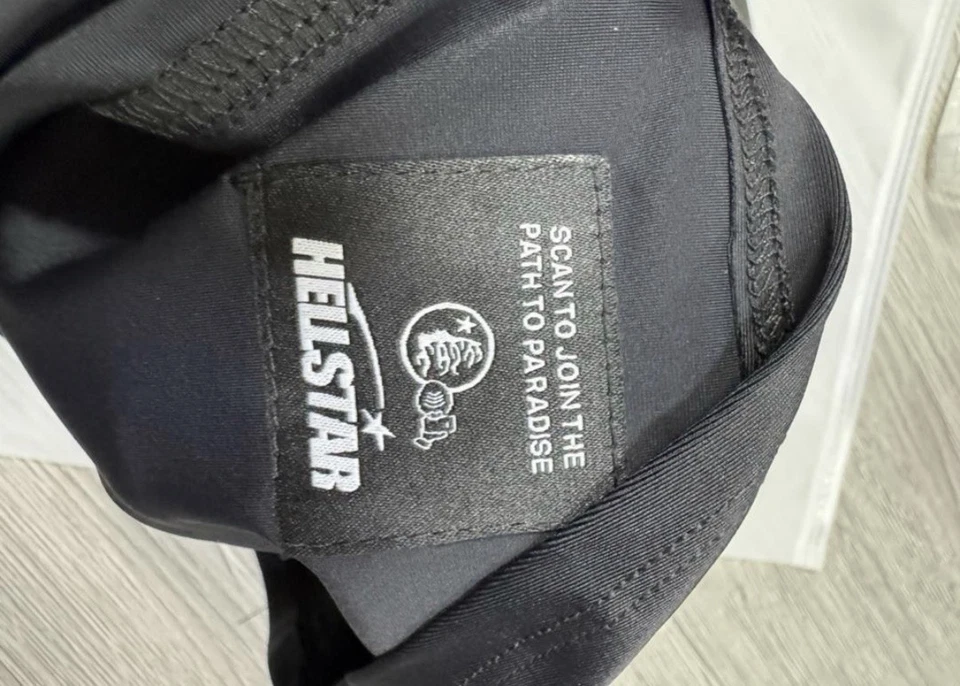 SCAN TO JOIN THE
PATH TO PARADISE
HELLSTAR